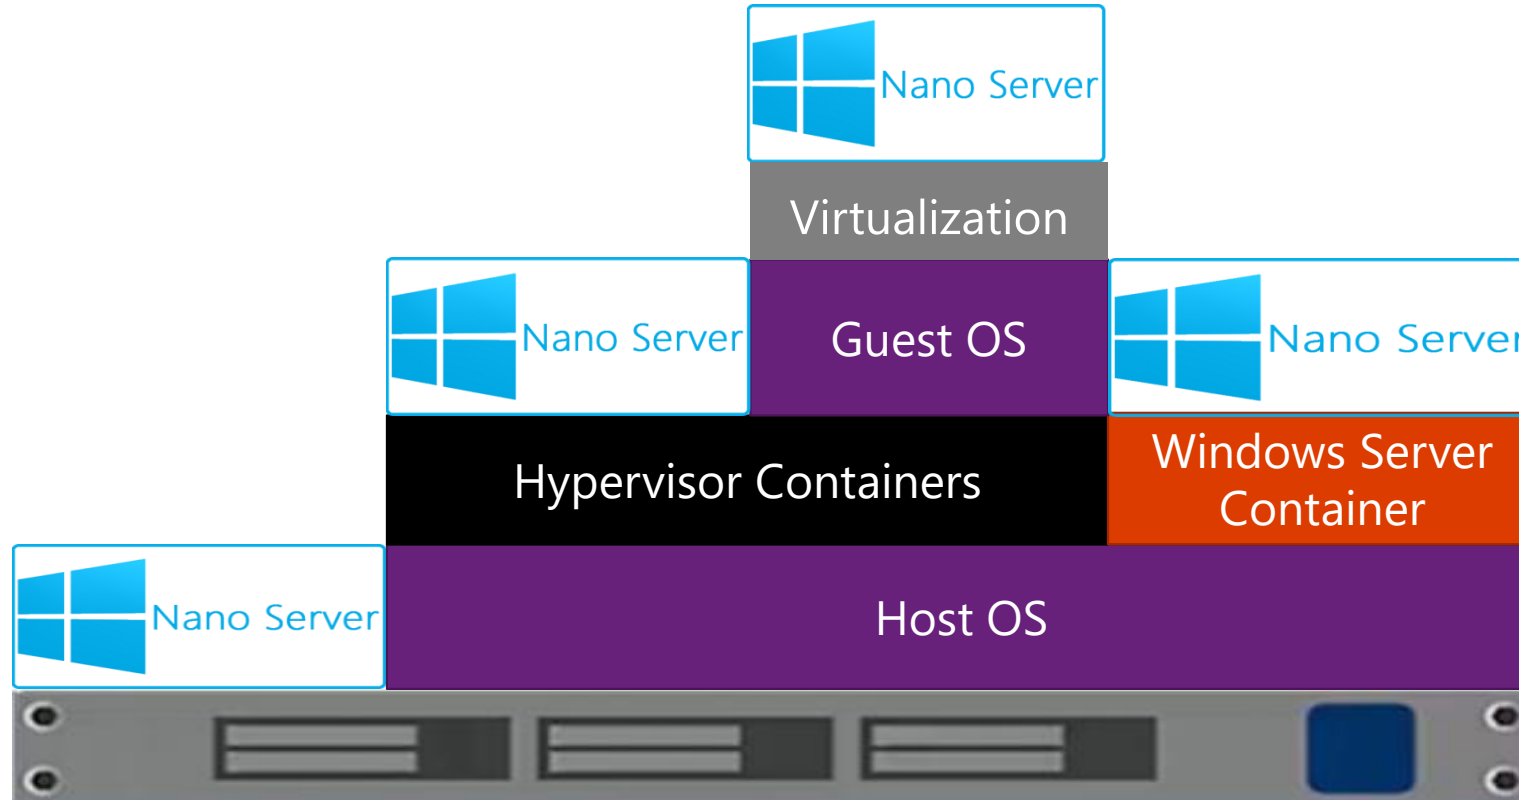 Nano Server
Virtualization
Nano Server
Guest OS
Nano Server
Hypervisor Containers
Windows Server
Container
Nano Server
Host OS